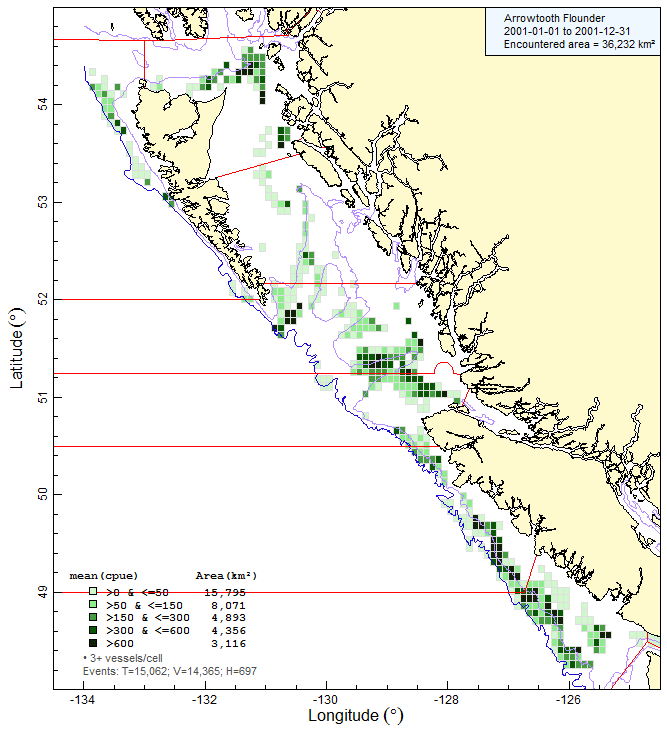 Arrowtooth Flounder
2001-01-01 to 2001-12-31
Encountered area = 36,232 km²
54
53
52
51
50
49
Latitude (°)
mean(cpue) Area(km²)
>0 & <=50 15,795
>50 & <=150 8,071
>150 & <=300 4,893
>300 & <=600 4,356
>600 3,116
• 3+ vessels/cell
Events: T=15,062; V=14,365; H=697
-134 -132 -130 -128 -126
Longitude (°)